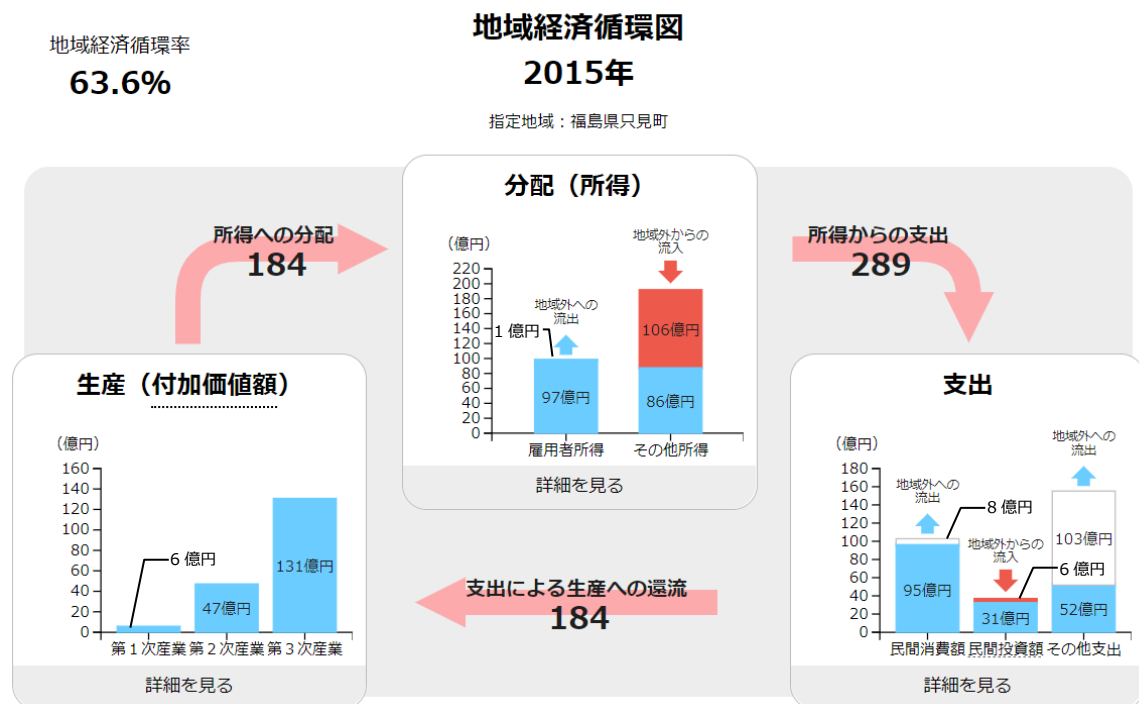 地域経済循環図
2015年
指定地域：福島県只見町
地域経済循環率
63.6%
所得への分配
184
分配（所得）
（億円）
220
200
180
160
140
120
100
80
60
40
20
0
地域外への
流出
1 億円
97億円
地域外からの
流入
106億円
86億円
雇用者所得
その他所得
詳細を見る
所得からの支出
289
生産（付加価値額）
（億円）
160
140
120
100
80
60
40
20
0
6 億円
47億円
131億円
第１次産業
第２次産業
第３次産業
詳細を見る
支出による生産への還流
184
支出
（億円）
180
160
140
120
100
80
60
40
20
0
地域外への
流出
8 億円
95億円
地域外からの
流入
6 億円
31億円
地域外への
流出
103億円
52億円
民間消費額
民間投資額
その他支出
詳細を見る